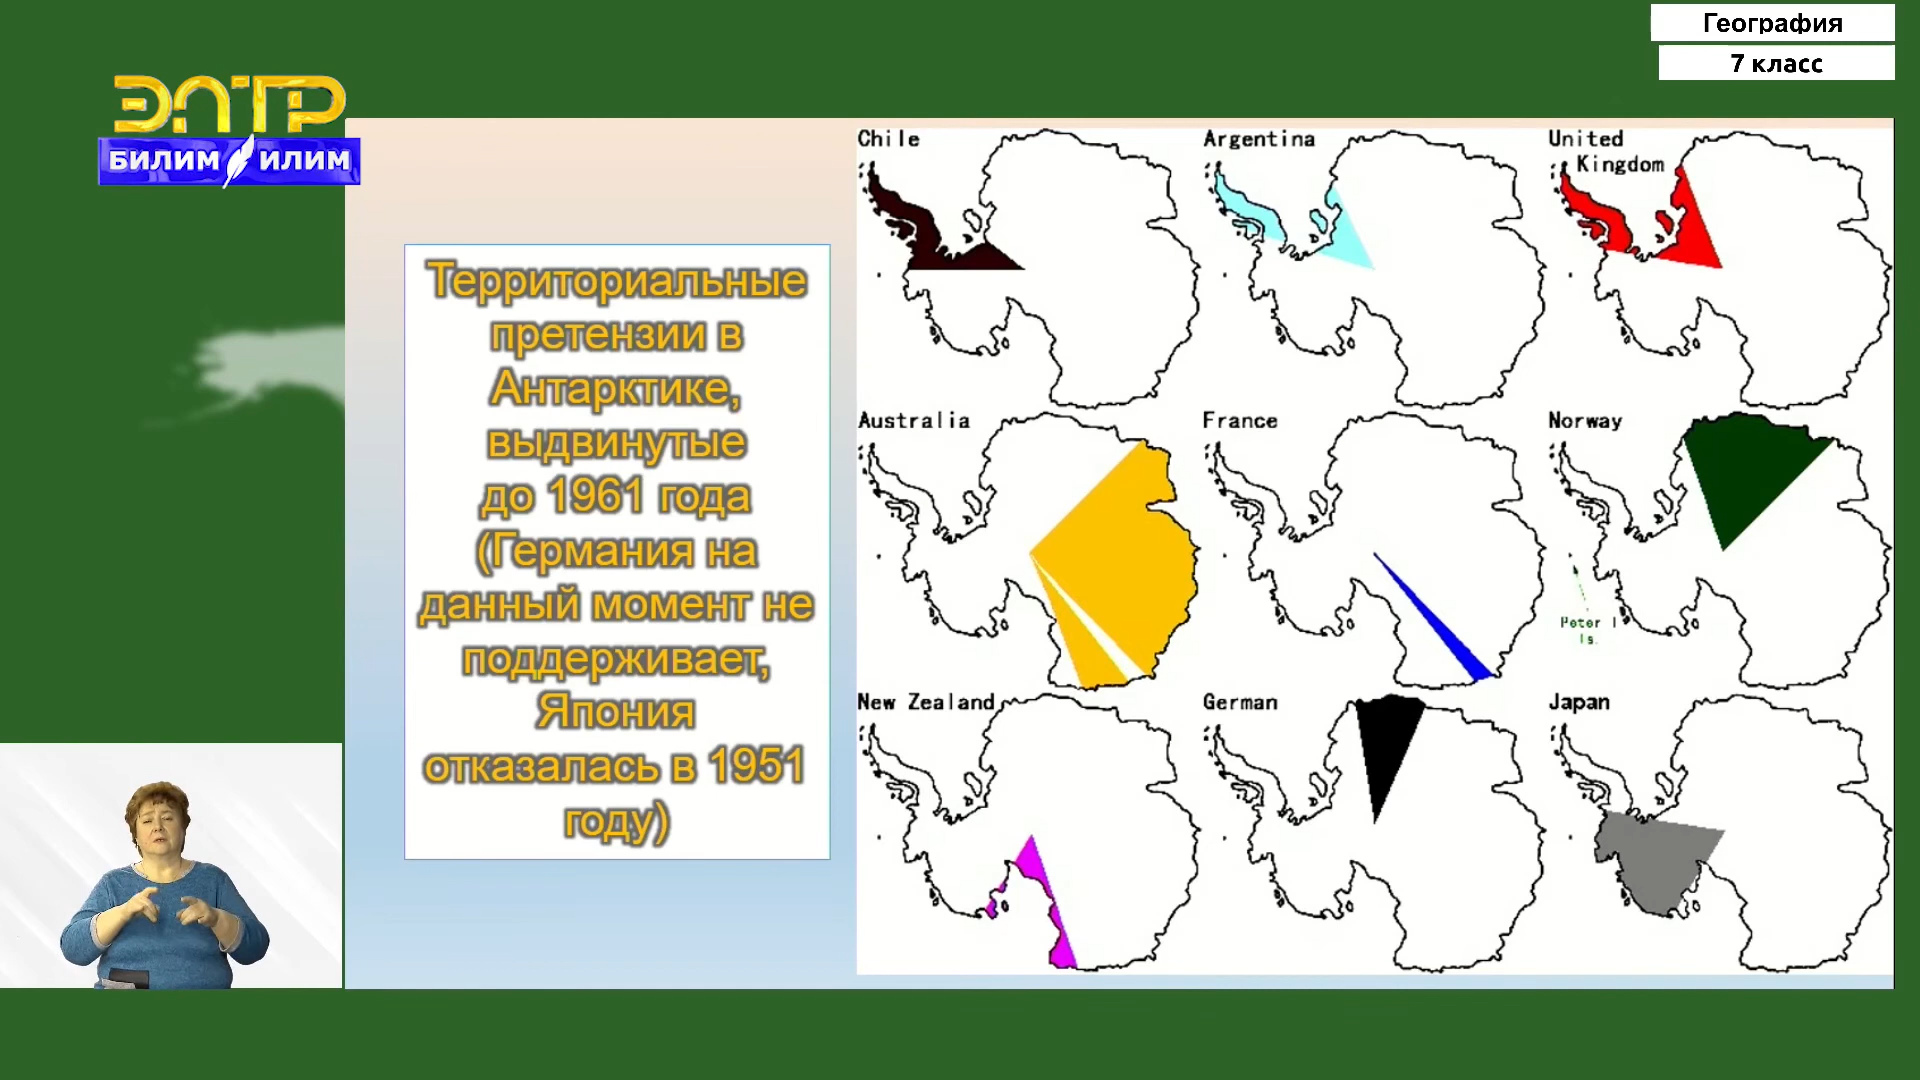 География
7 класс
ЭЛТР
БИЛИМ ИЛИМ
Территориальные
претензии в
Антарктике,
выдвинутые
до 1961 года
(Германия на
данный момент не
поддерживает,
Япония
отказалась в 1951
году)
Chile
Argentina
United
Kingdom
Australia
France
Norway
Peter I
Is.
New Zealand
German
Japan